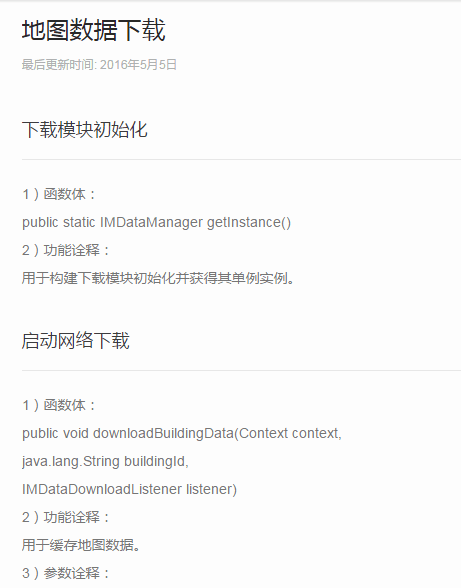 地图数据下载
最后更新时间: 2016年5月5日
下载模块初始化
1）函数体：
public static IMDataManager getInstance()
2）功能诠释：
用于构建下载模块初始化并获得其单例实例。
启动网络下载
1）函数体：
public void downloadBuildingData(Context context,
java.lang.String buildingId,
IMDataDownloadListener listener)
2）功能诠释：
用于缓存地图数据。
3）参数诠释：